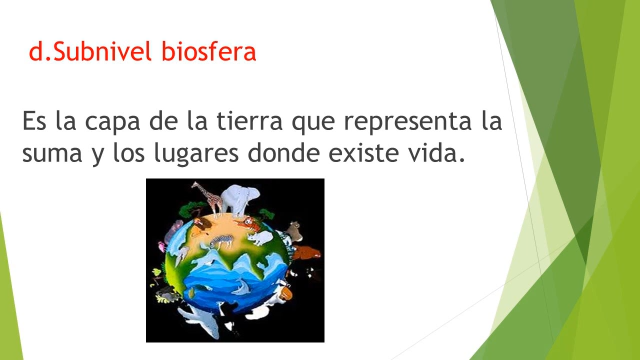 d.Subnivel biosfera
Es la capa de la tierra que representa la
suma y los lugares donde existe vida.